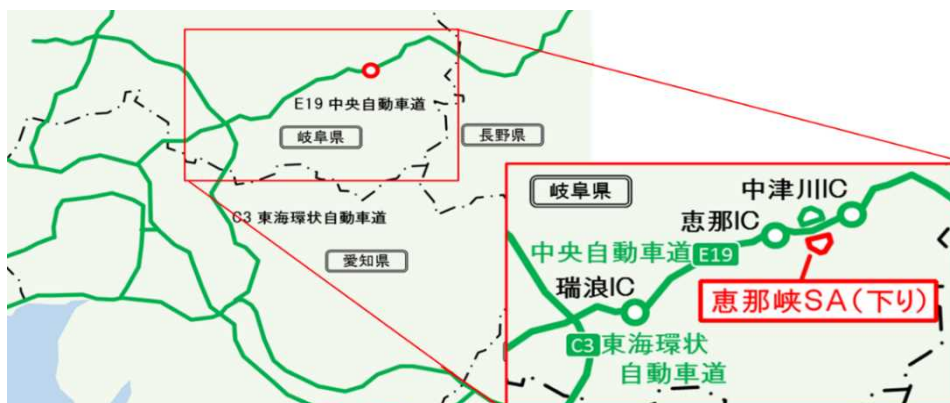 E19 中央自動車道
岐阜県
長野県
C3 東海環状自動車道
愛知県
岐阜県
中津川IC
恵那IC
中央自動車道 E19
瑞浪IC
恵那峡SA(下り)
C3 東海環状
自動車道